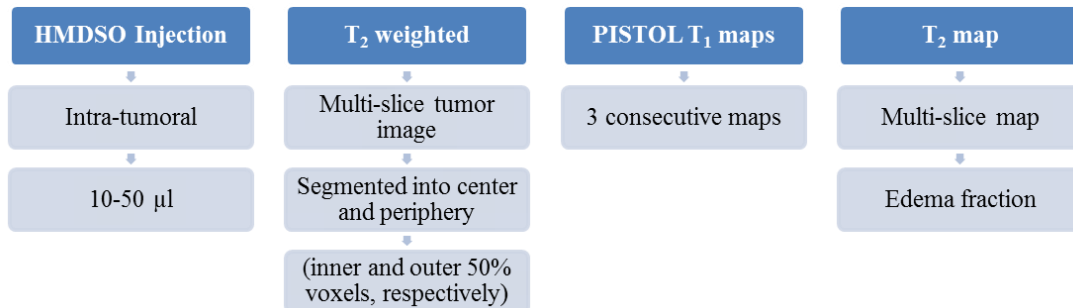 HMDSO Injection
Intra-tumoral
10-50 µl
T₂ weighted
Multi-slice tumor
image
Segmented into center
and periphery
(inner and outer 50%
voxels, respectively)
PISTOL T₁ maps
3 consecutive maps
T₂ map
Multi-slice map
Edema fraction